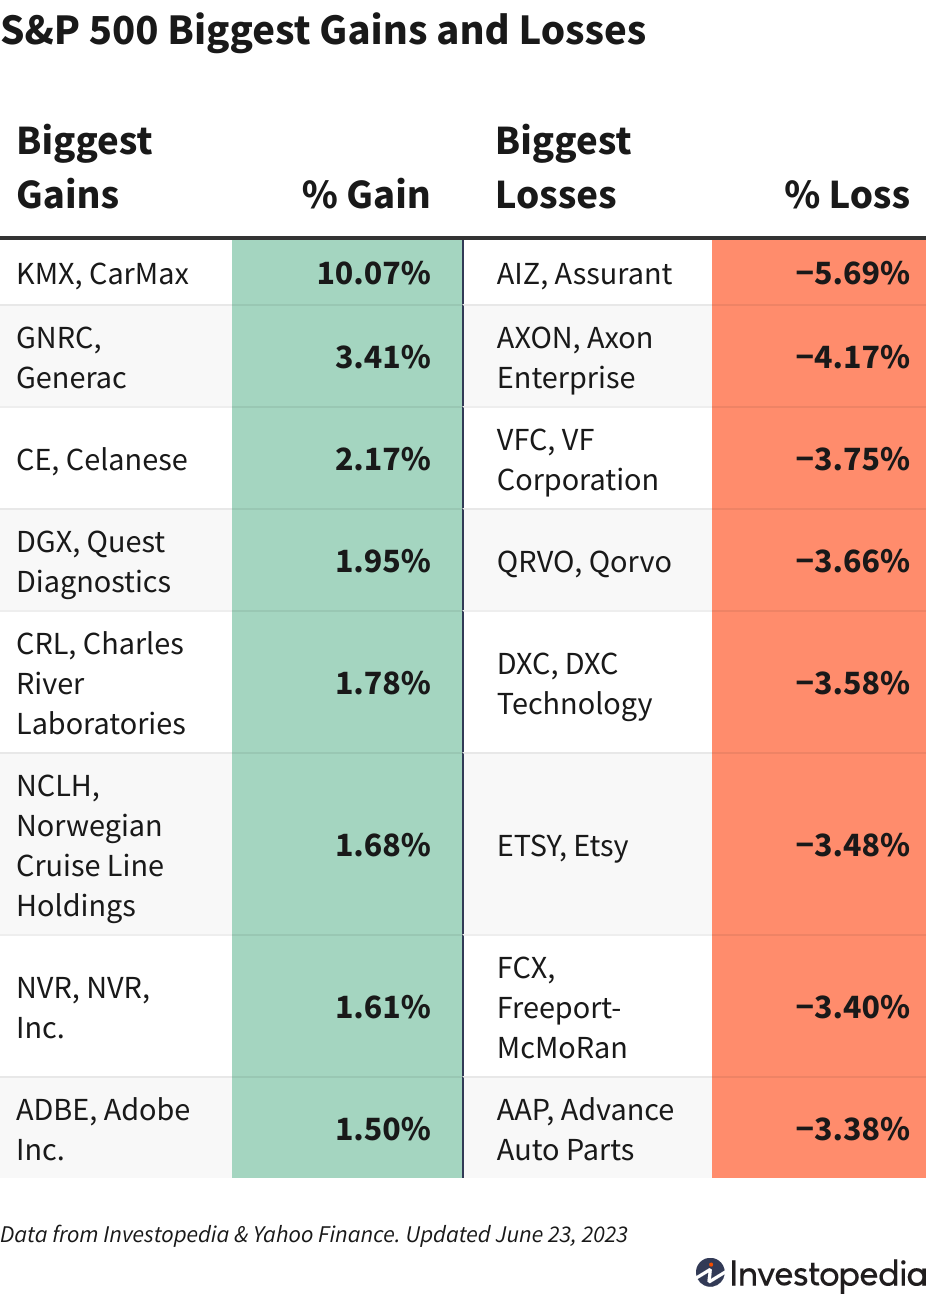 S&P 500 Biggest Gains and Losses
Biggest Gains % Gain Biggest Losses % Loss
KMX, CarMax 10.07% AIZ, Assurant −5.69%
GNRC, Generac 3.41% AXON, Axon Enterprise −4.17%
CE, Celanese 2.17% VFC, VF Corporation −3.75%
DGX, Quest Diagnostics 1.95% QRVO, Qorvo −3.66%
CRL, Charles River Laboratories 1.78% DXC, DXC Technology −3.58%
NCLH, Norwegian Cruise Line Holdings 1.68% ETSY, Etsy −3.48%
NVR, NVR, Inc. 1.61% FCX, Freeport-McMoRan −3.40%
ADBE, Adobe Inc. 1.50% AAP, Advance Auto Parts −3.38%
Data from Investopedia & Yahoo Finance. Updated June 23, 2023
Investopedia